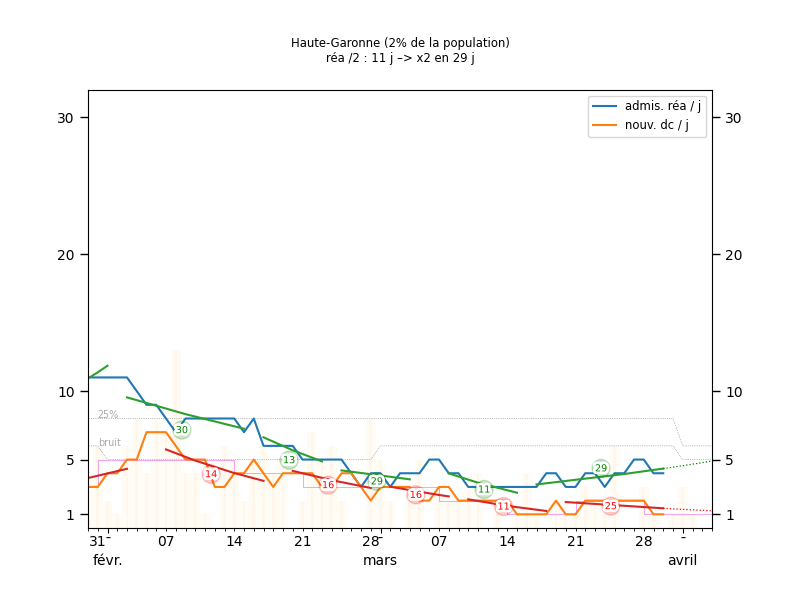 Haute-Garonne (2% de la population)
réa /2 : 11 j –> x2 en 29 j
admis. réa / j
nouv. dc / j
30 30
20 20
10 10
5 5
1 1
25%
bruit
30
14
13
16
29
16
11
11
29
25
31 - 07 14 21 28 - 07 14 21 28 -
févr. mars avril